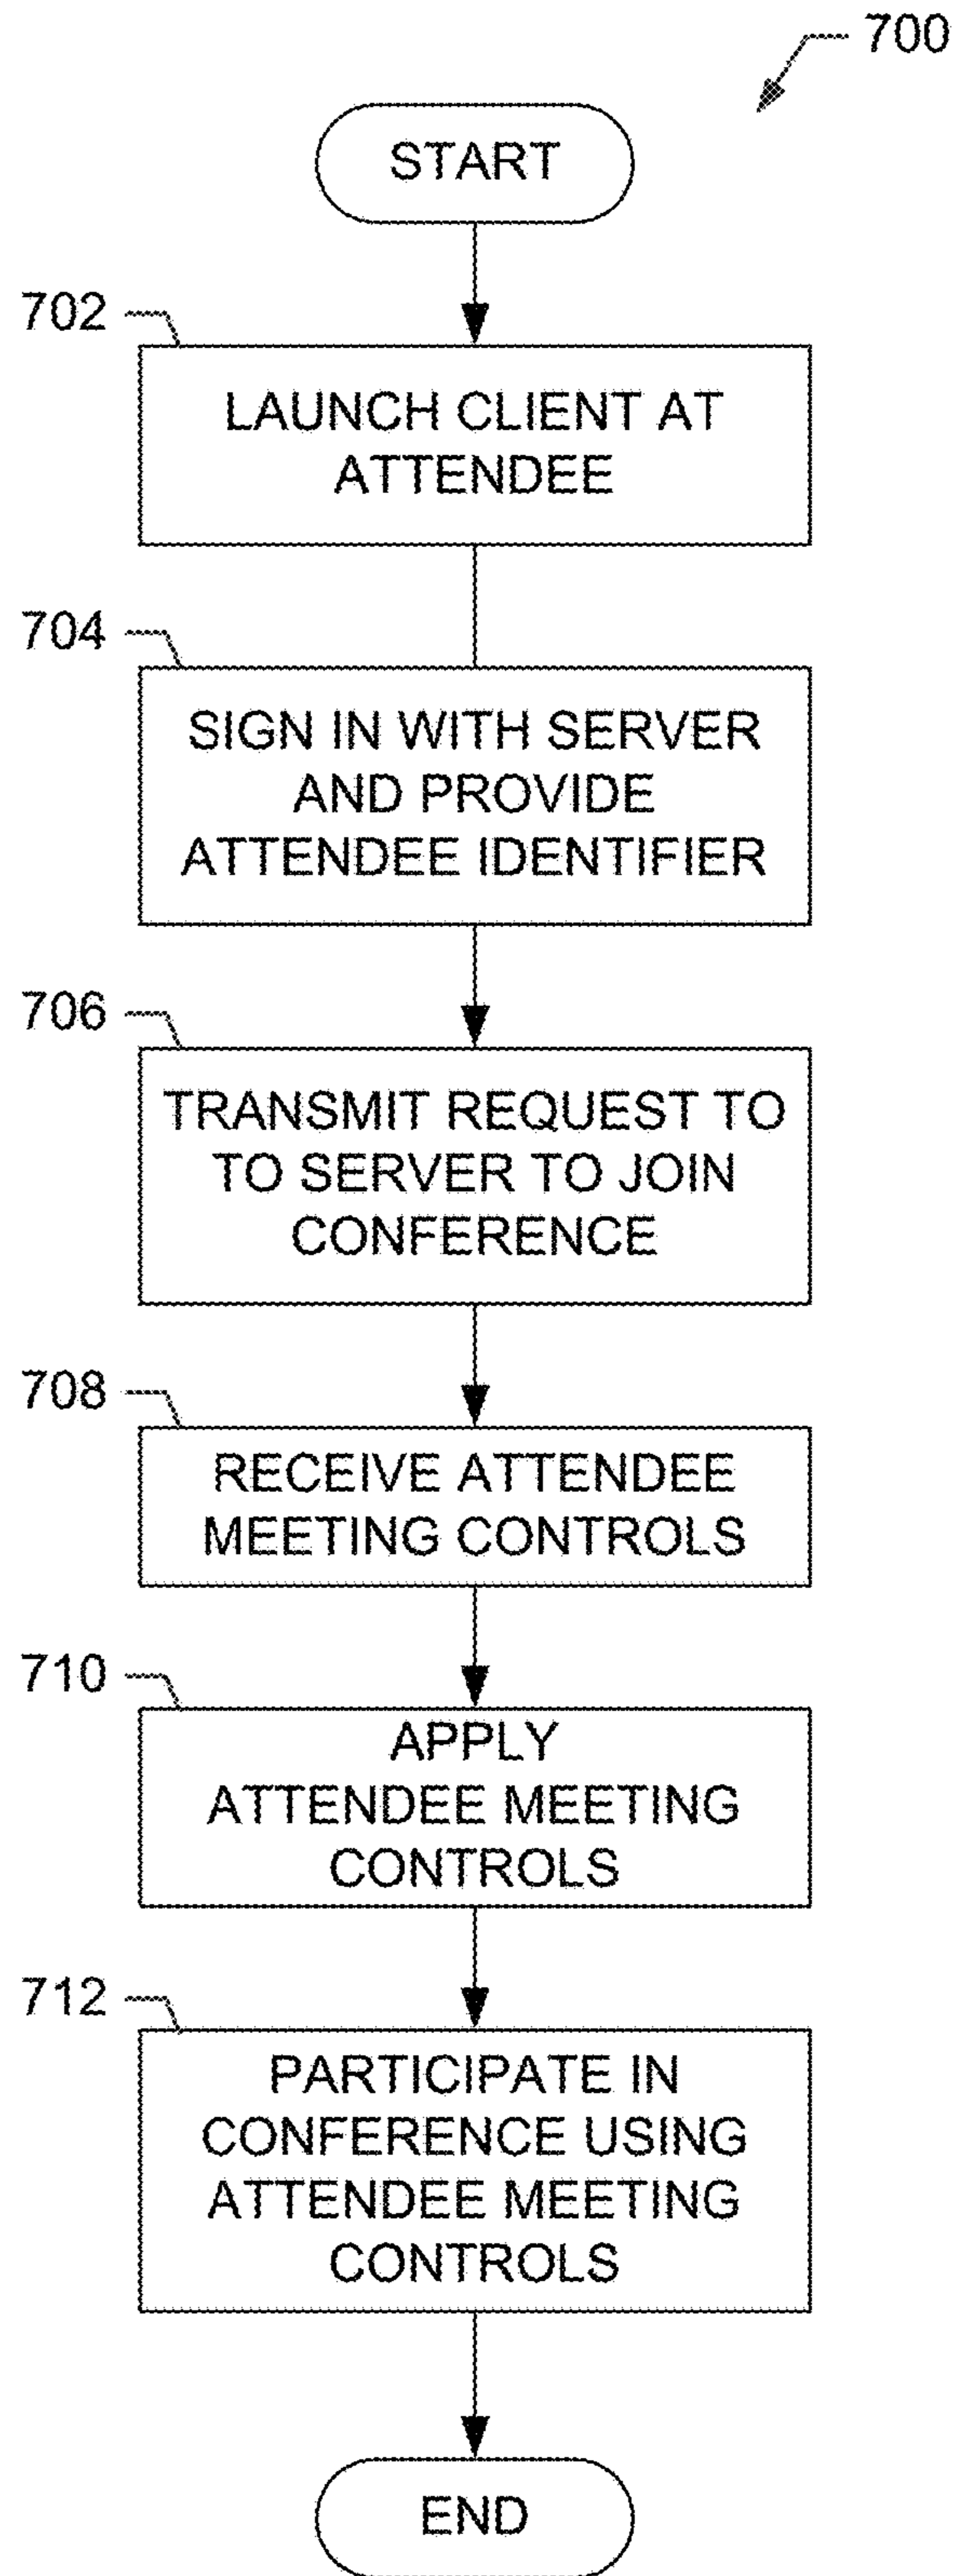 700
START
702
LAUNCH CLIENT AT
ATTENDEE
704
SIGN IN WITH SERVER
AND PROVIDE
ATTENDEE IDENTIFIER
706
TRANSMIT REQUEST TO
TO SERVER TO JOIN
CONFERENCE
708
RECEIVE ATTENDEE
MEETING CONTROLS
710
APPLY
ATTENDEE MEETING
CONTROLS
712
PARTICIPATE IN
CONFERENCE USING
ATTENDEE MEETING
CONTROLS
END